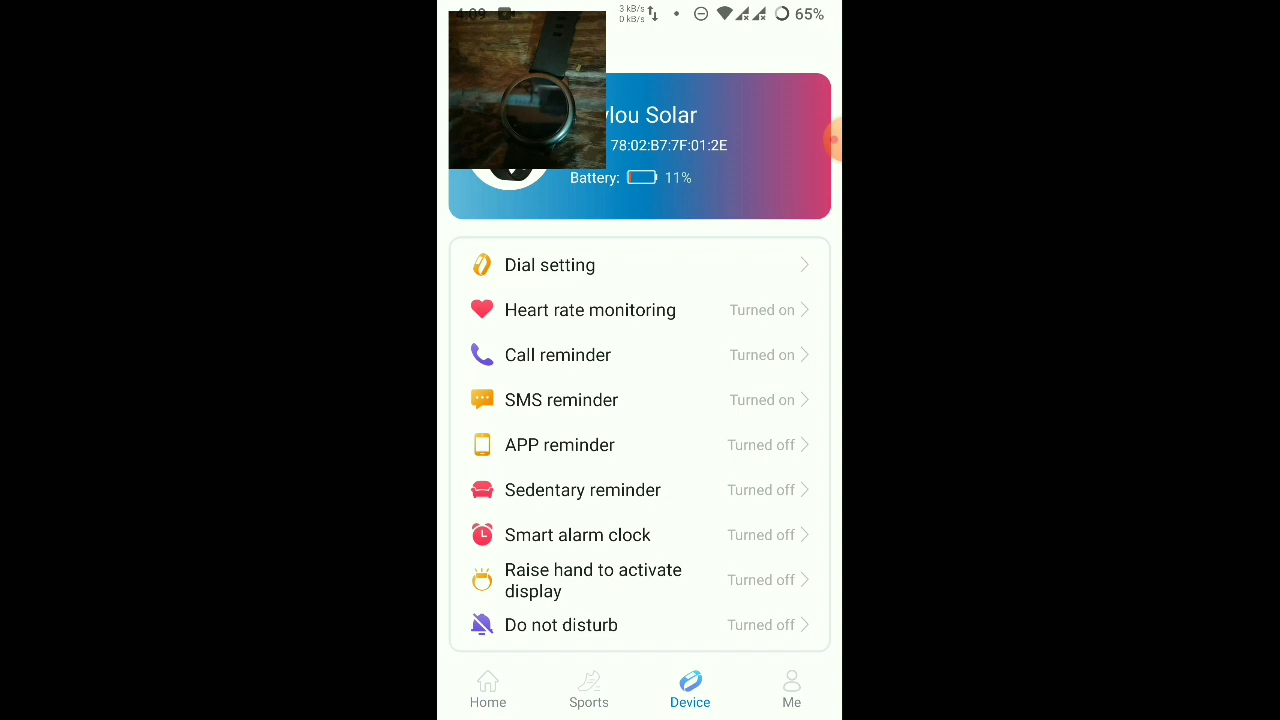 4:09
3 kB/s
0 kB/s
65%
lou Solar
78:02:B7:7F:01:2E
Battery: 11%
Dial setting
Heart rate monitoring Turned on
Call reminder Turned on
SMS reminder Turned on
APP reminder Turned off
Sedentary reminder Turned off
Smart alarm clock Turned off
Raise hand to activate
display Turned off
Do not disturb Turned off
Home Sports Device Me